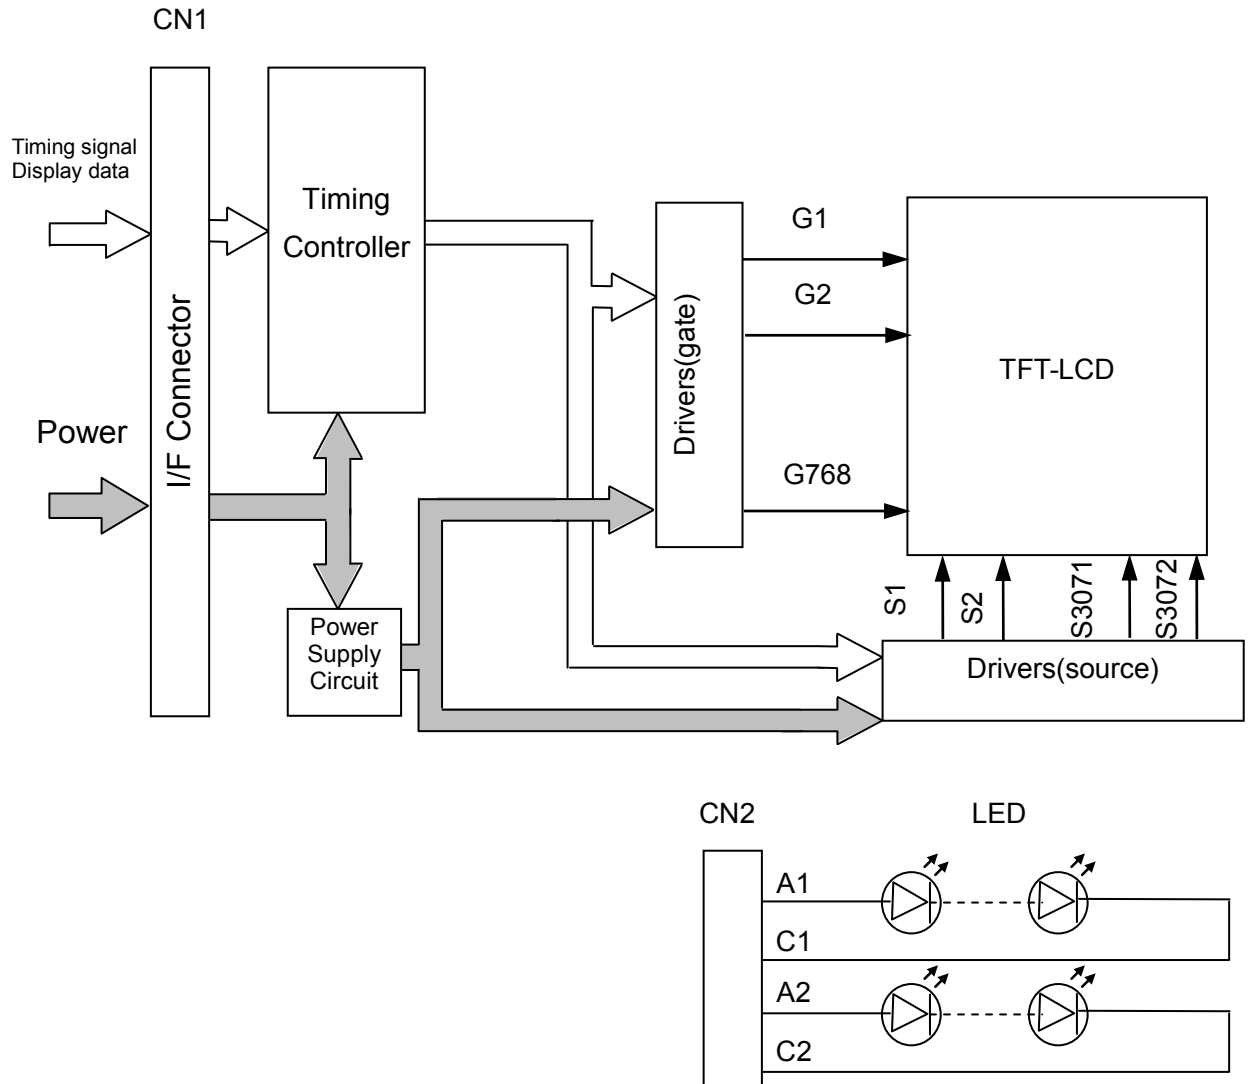 CN1
Timing signal
Display data
Timing
Controller
I/F Connector
Power
Power
Supply
Circuit
Drivers(gate)
G1
G2
G768
TFT-LCD
S1
S2
S3071
S3072
Drivers(source)
CN2
LED
A1
C1
A2
C2